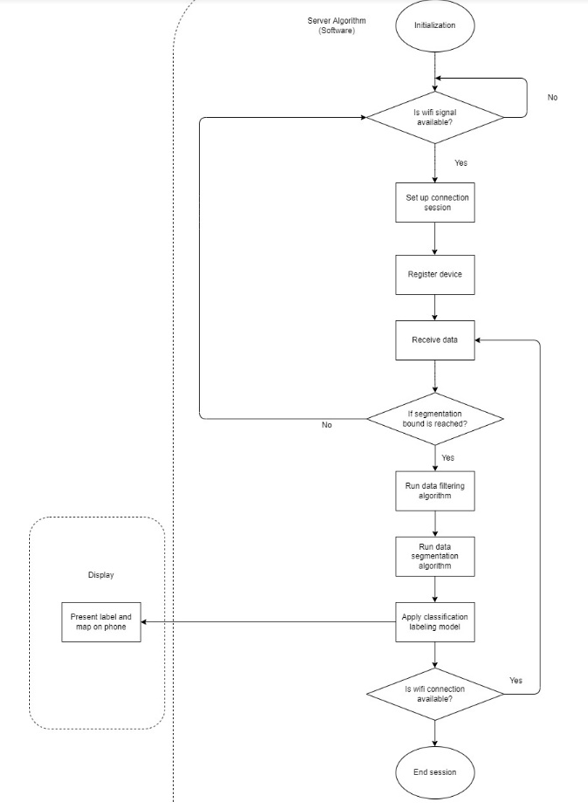 Server Algorithm
(Software)
Initialization
No
Is wifi signal
available?
Yes
Set up connection
session
Register device
Receive data
If segmentation
bound is reached?
No
Yes
Run data filtering
algorithm
Run data
segmentation
algorithm
Display
Present label and
map on phone
Apply classification
labeling model
Is wifi connection
available?
Yes
End session